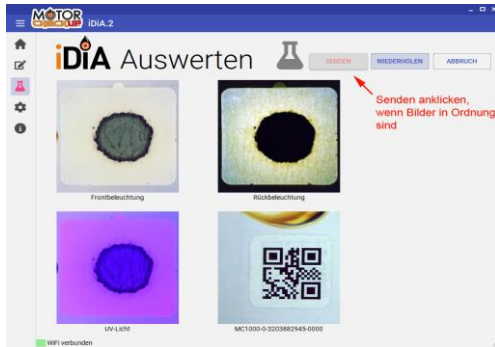 MOTOR
CHECKUP
iDiA.2
iDiA Auswerten
SENDEN
WIEDERHOLEN
ABBRUCH
Senden anklicken,
wenn Bilder in Ordnung
sind
Frontbeleuchtung
Rückbeleuchtung
UV-Licht
MC1000-0-3203882945-0000
WiFi verbunden